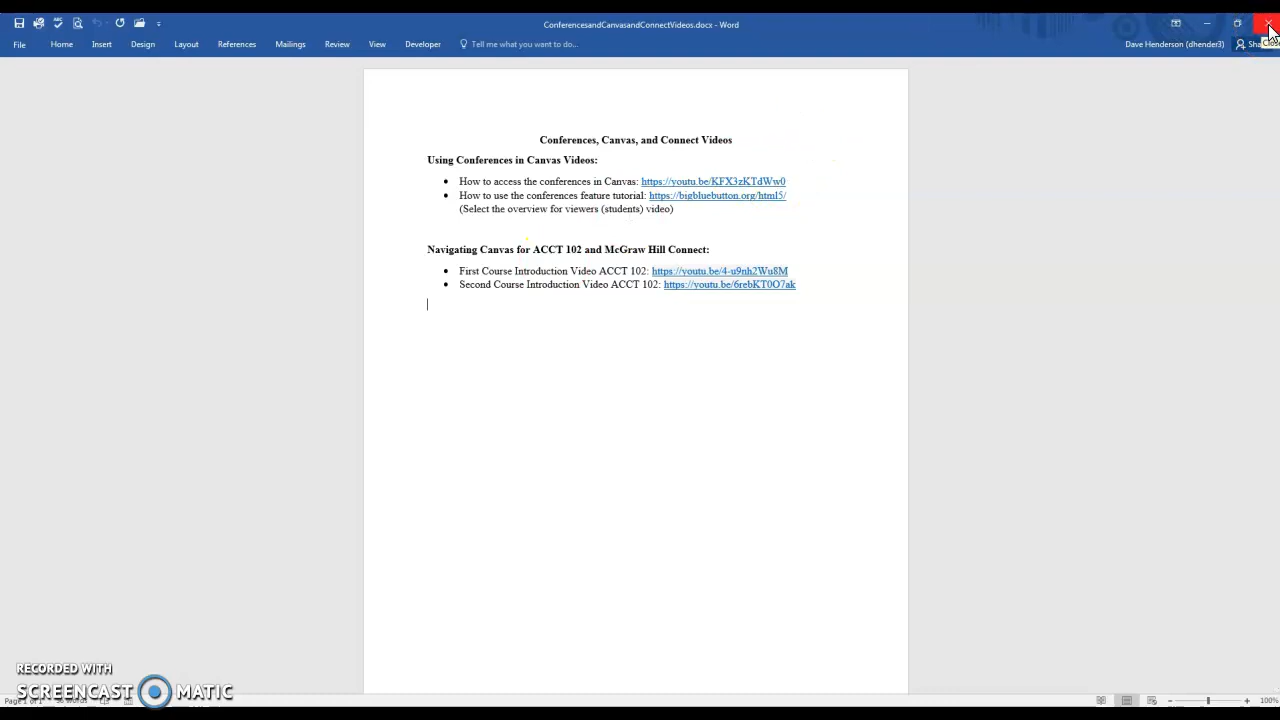 ConferencesandCanvasandConnectVideos.docx - Word
File Home Insert Design Layout References Mailings Review View Developer Tell me what you want to do... Dave Henderson (dhender3)
Conferences, Canvas, and Connect Videos
Using Conferences in Canvas Videos:
• How to access the conferences in Canvas: https://youtu.be/KFX3zKTdWw0
• How to use the conferences feature tutorial: https://bigbluebutton.org/html5/
(Select the overview for viewers (students) video)
Navigating Canvas for ACCT 102 and McGraw Hill Connect:
• First Course Introduction Video ACCT 102: https://youtu.be/4-u9nh2Wu8M
• Second Course Introduction Video ACCT 102: https://youtu.be/6rebKT0O7ak
RECORDED WITH
SCREENCAST MATIC
Page 1 of 1 100%